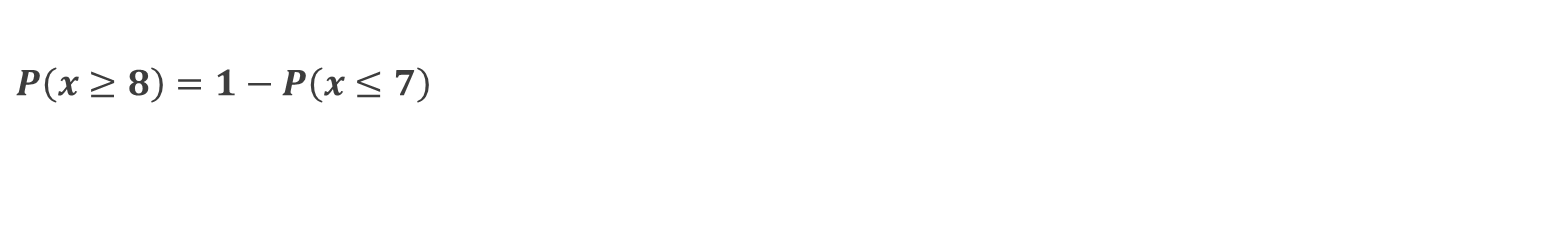 P(x ≥ 8) = 1 − P(x ≤ 7)